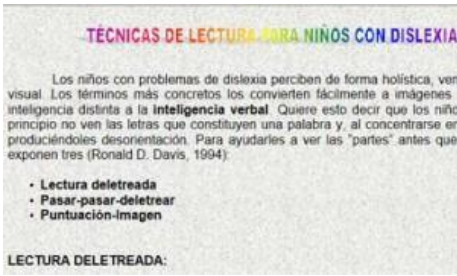 TÉCNICAS DE LECTURA PARA NIÑOS CON DISLEXIA
Los niños con problemas de dislexia perciben de forma holística, ver
visual. Los términos más concretos los convierten fácilmente a imágenes
inteligencia distinta a la inteligencia verbal. Quiere esto decir que los niño
principio no ven las letras que constituyen una palabra y, al concentrarse en
produciéndoles desorientación. Para ayudarles a ver las "partes" antes que
exponen tres (Ronald D. Davis, 1994):
• Lectura deletreada
• Pasar-pasar-deletrear
• Puntuación-Imagen
LECTURA DELETREADA: